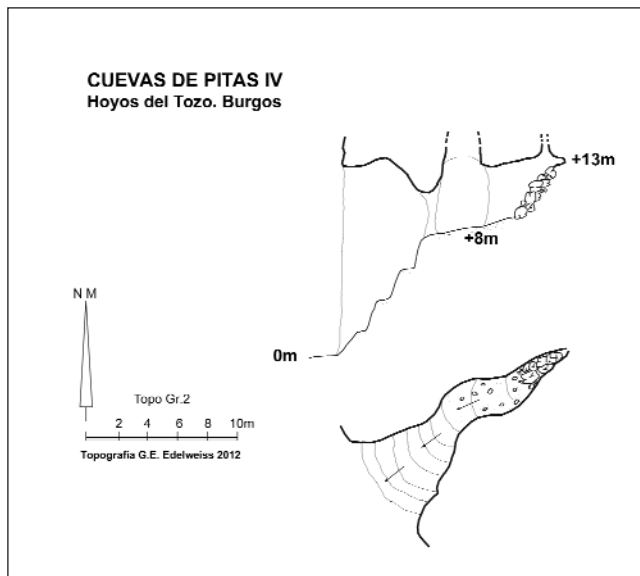 CUEVAS DE PITAS IV
Hoyos del Tozo. Burgos
+13m
+8m
0m
N M
Topo Gr.2
2 4 6 8 10m
Topografia G.E. Edelweiss 2012